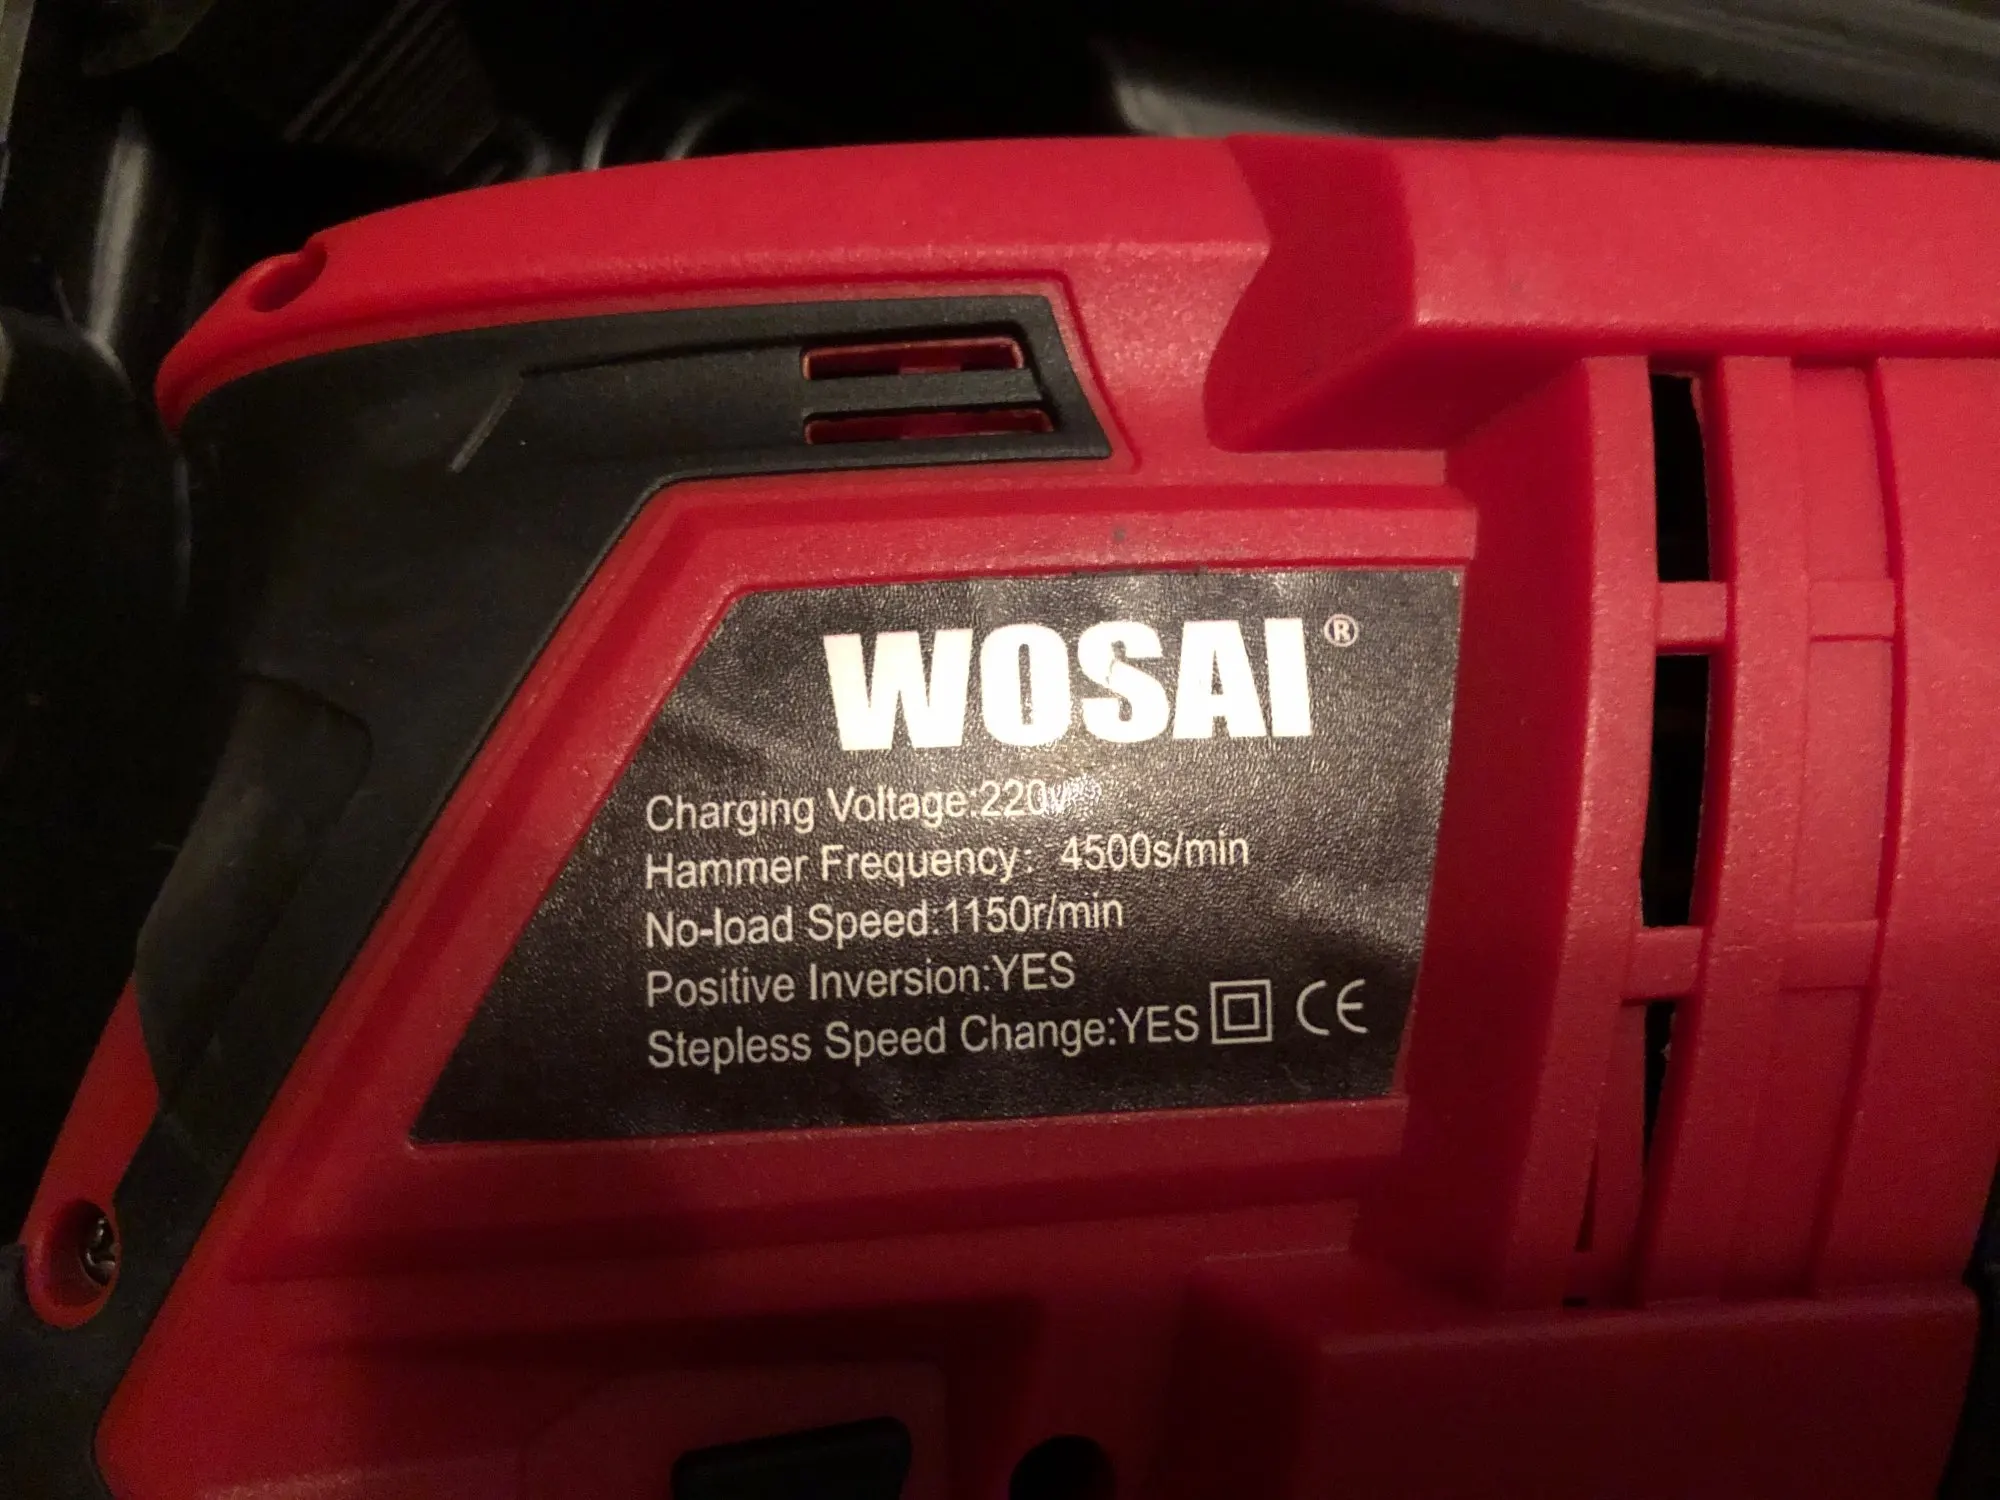 WOSAI®
Charging Voltage:220v
Hammer Frequency: 4500s/min
No-load Speed:1150r/min
Positive Inversion:YES
Stepless Speed Change:YES CE